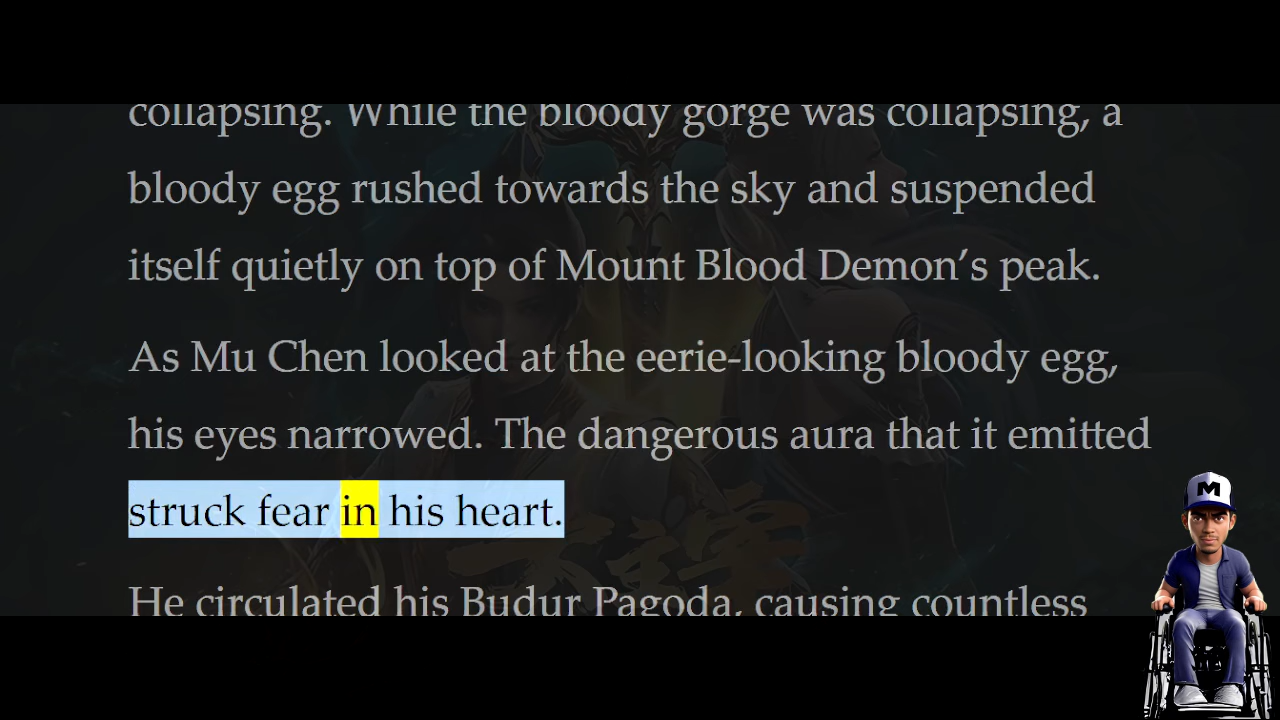 collapsing. While the bloody gorge was collapsing, a
bloody egg rushed towards the sky and suspended
itself quietly on top of Mount Blood Demon’s peak.
As Mu Chen looked at the eerie-looking bloody egg,
his eyes narrowed. The dangerous aura that it emitted
struck fear in his heart.
He circulated his Budur Pagoda, causing countless
M